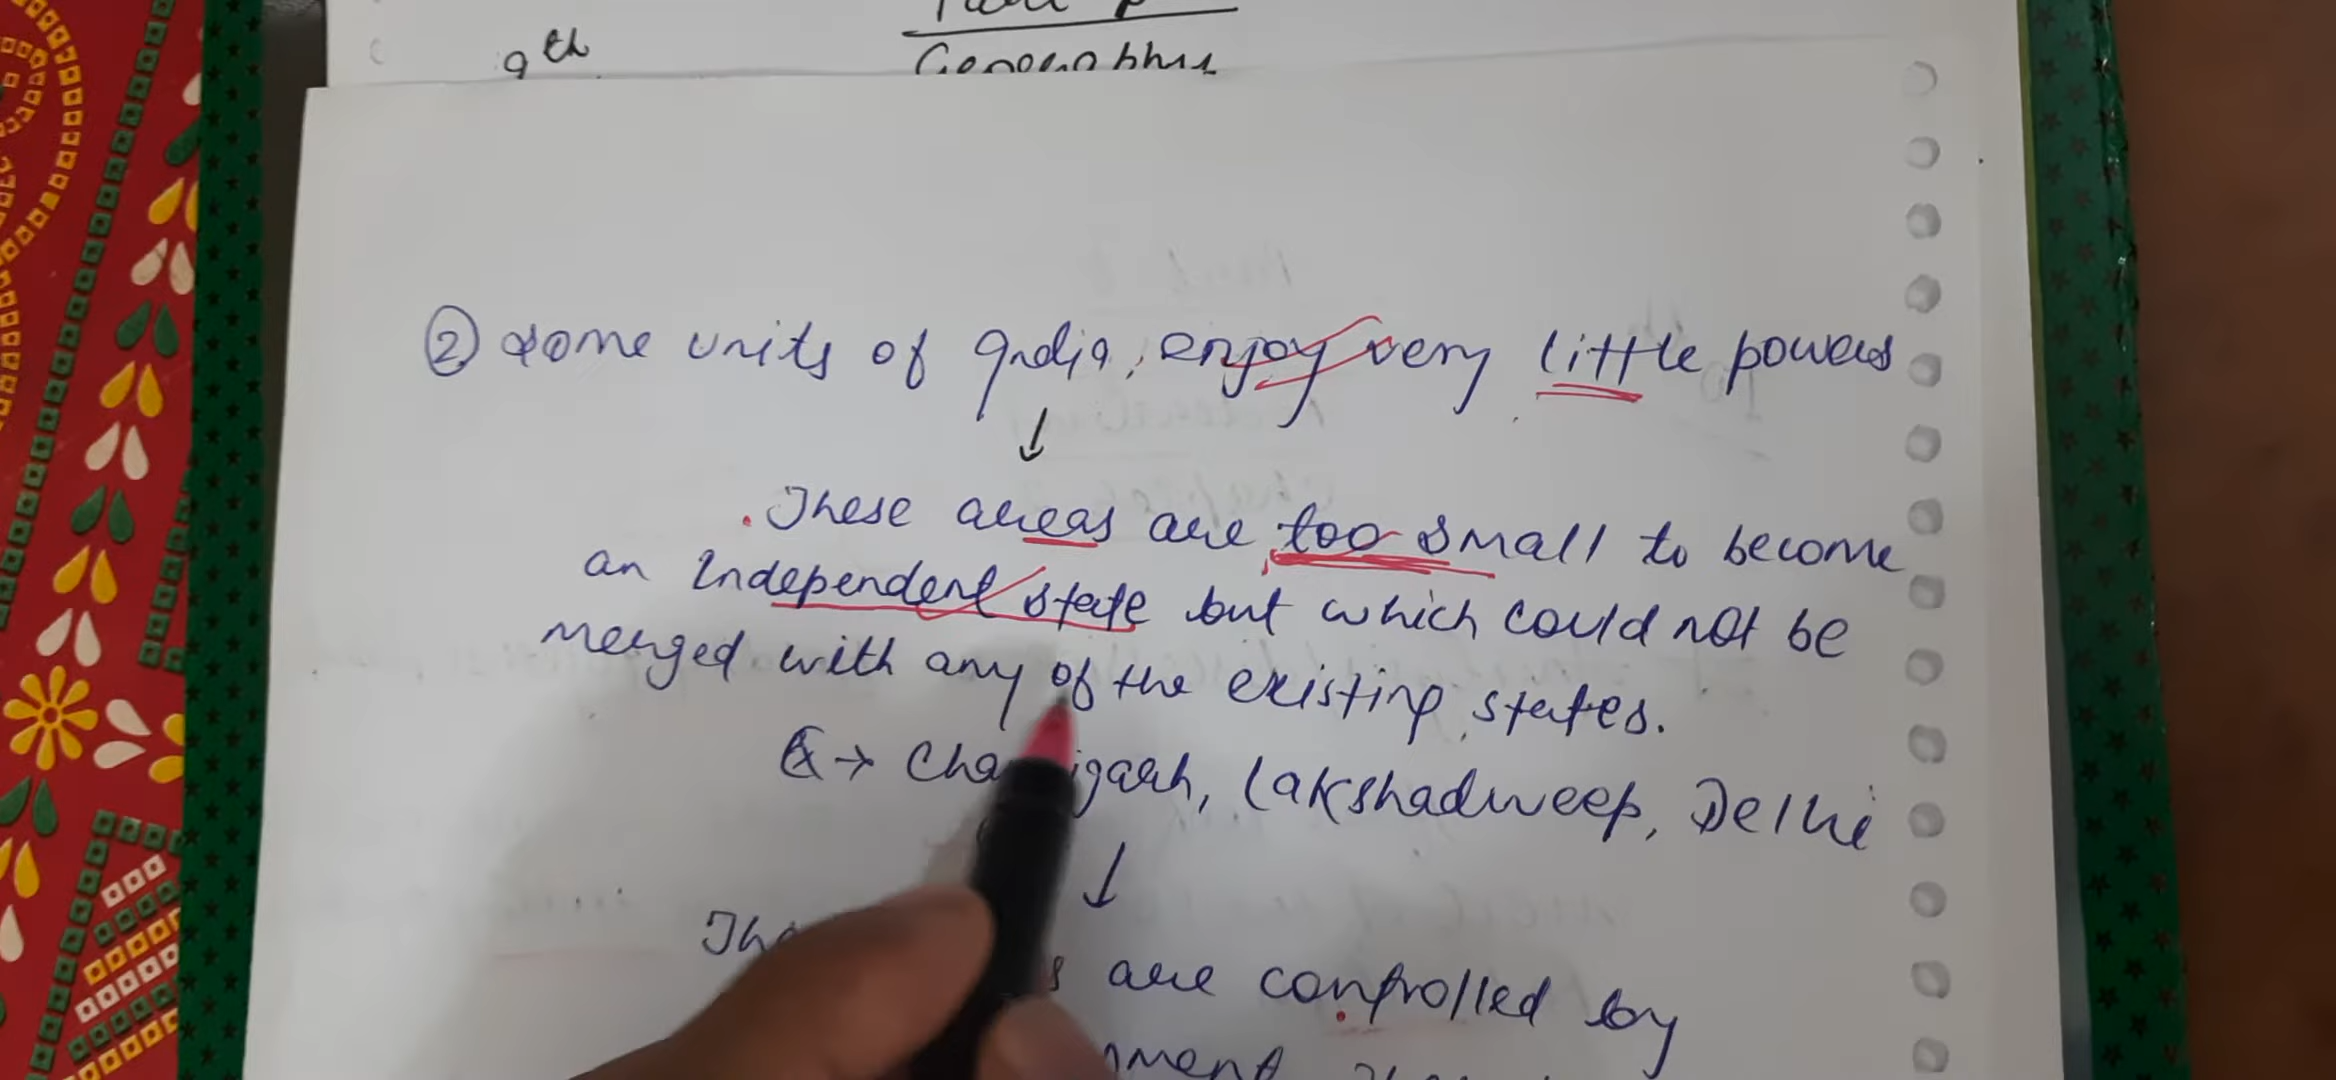 9th
Geography
② Some units of India, enjoy very little powers
↓
These areas are too small to become
an Independent state but which could not be
merged with any of the existing states.
Ex → Chandigarh, Lakshadweep, Delhi
↓
are controlled by